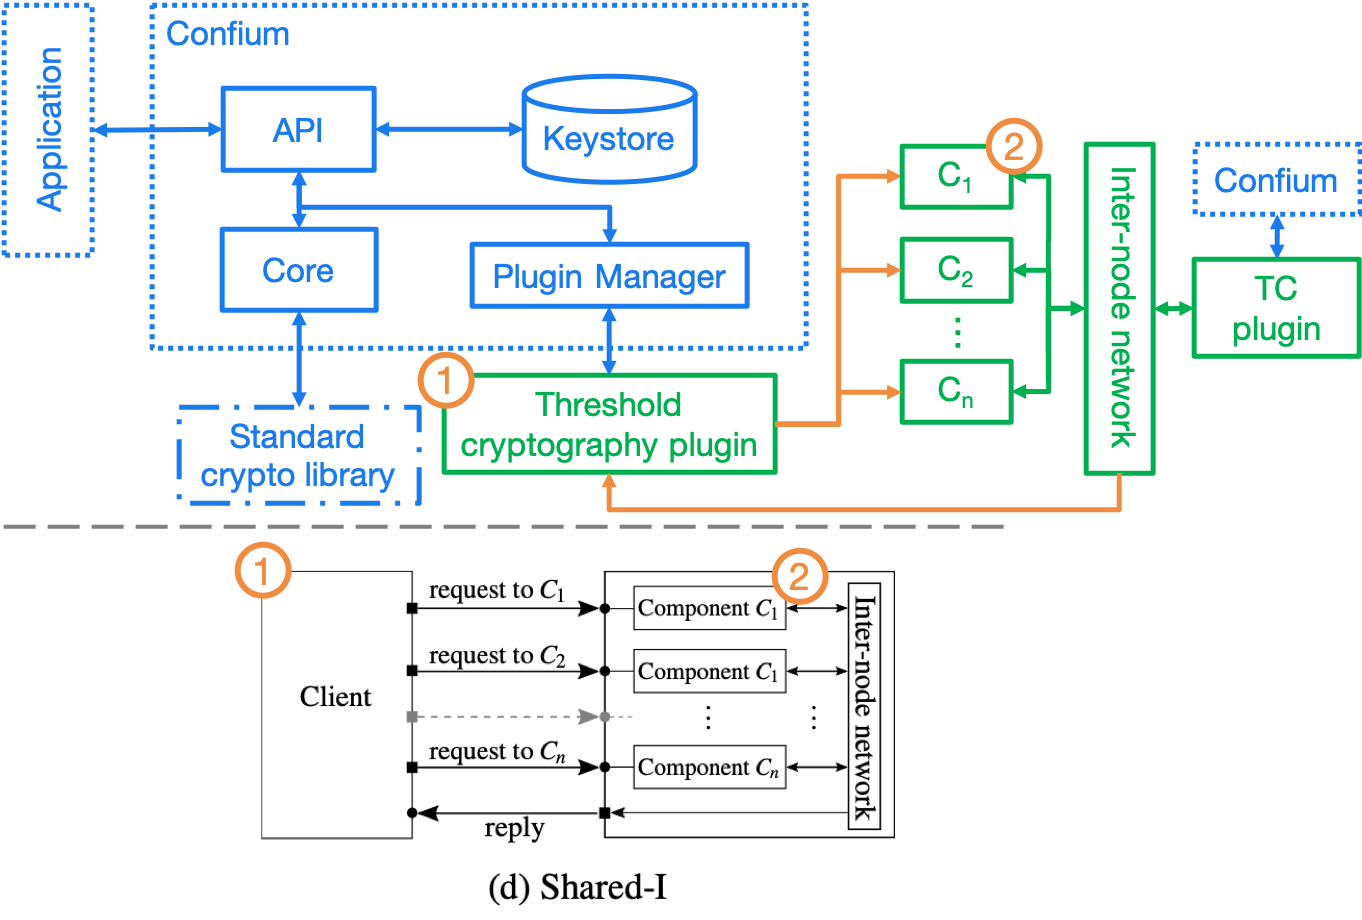 Confium
Application
API
Keystore
Core
Plugin Manager
Standard
crypto library
1
Threshold
cryptography plugin
2
C1
C2
⋮
Cn
Inter-node network
Confium
TC
plugin
1
Client
request to C1
request to C2
request to Cn
reply
2
Component C1
Component C1
⋮ ⋮
Component Cn
Inter-node network
(d) Shared-I